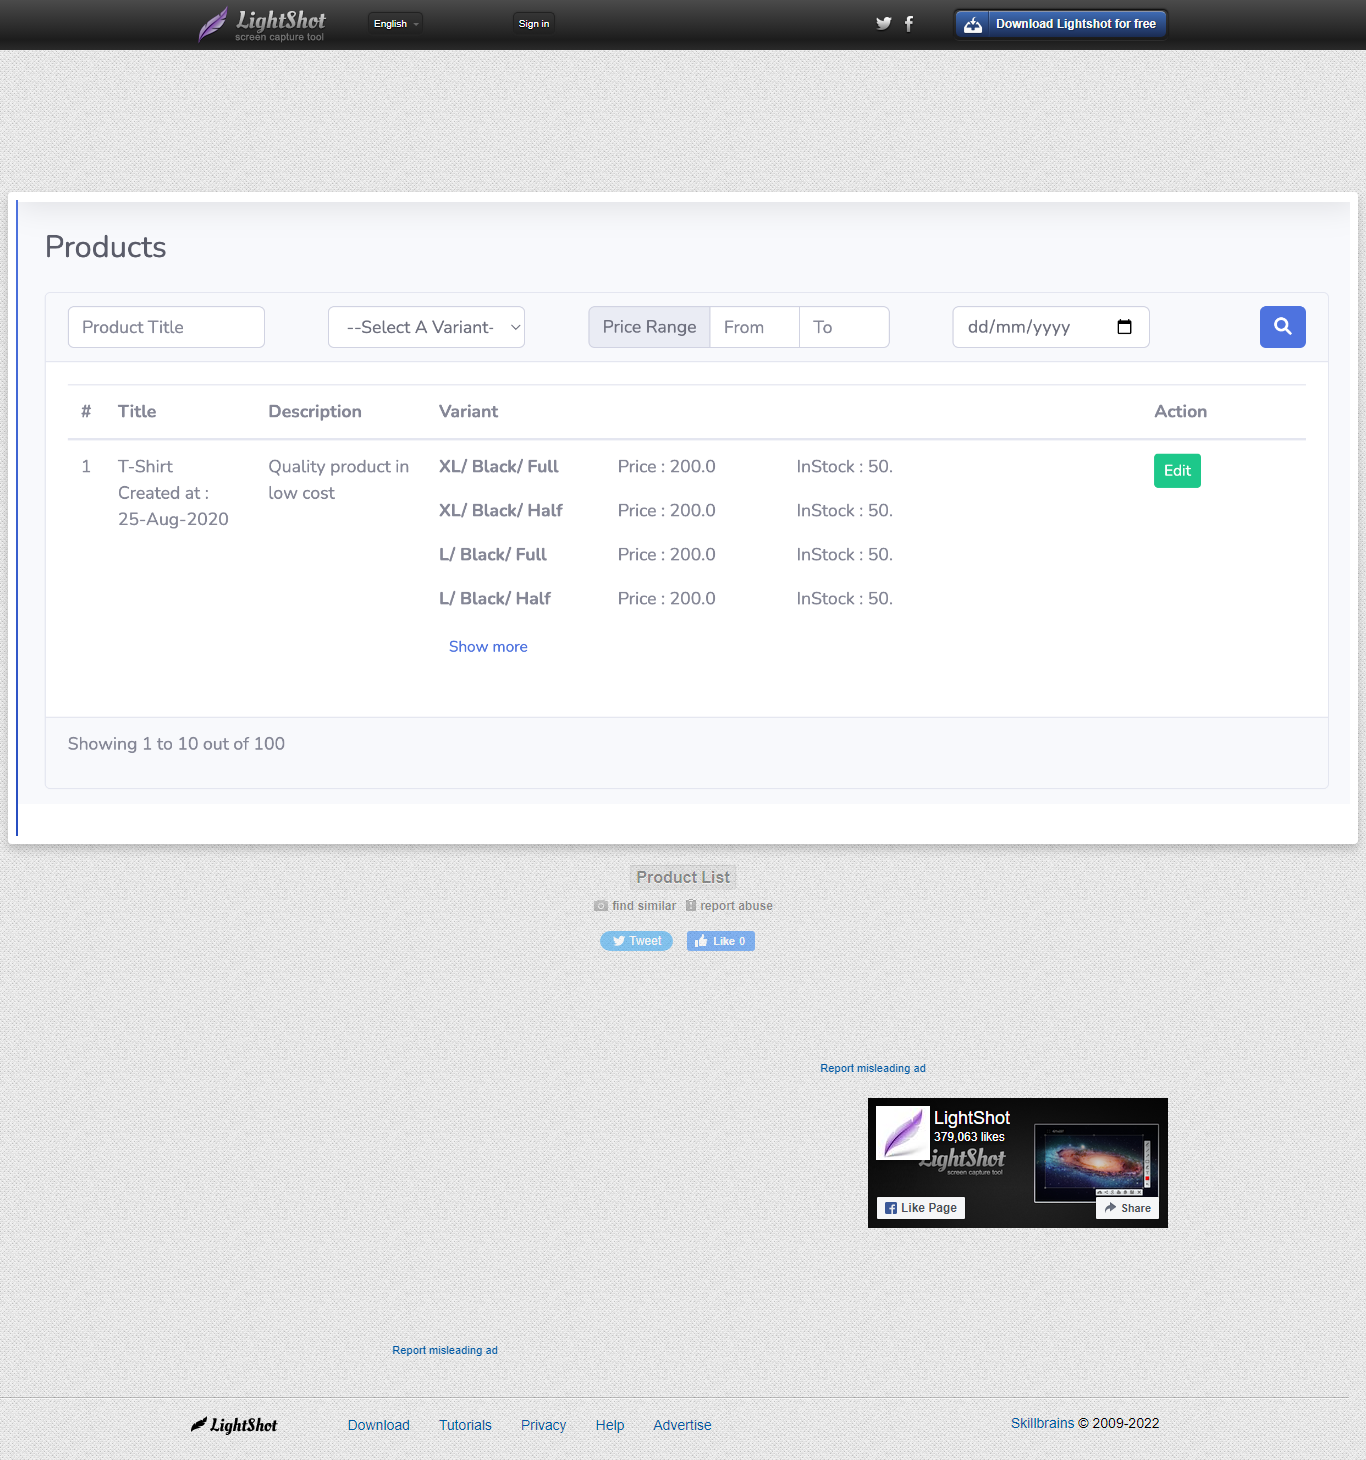 LightShot
screen capture tool
English
Sign in
Download Lightshot for free
Products
Product Title
--Select A Variant-
Price Range
From
To
dd/mm/yyyy
# Title Description Variant Action
1 T-Shirt Quality product in XL/ Black/ Full Price : 200.0 InStock : 50. Edit
Created at : low cost
25-Aug-2020
XL/ Black/ Half Price : 200.0 InStock : 50.
L/ Black/ Full Price : 200.0 InStock : 50.
L/ Black/ Half Price : 200.0 InStock : 50.
Show more
Showing 1 to 10 out of 100
Product List
find similar report abuse
Tweet Like 0
Report misleading ad
LightShot
379,063 likes
LightShot
screen capture tool
Like Page Share
Report misleading ad
LightShot Download Tutorials Privacy Help Advertise Skillbrains © 2009-2022